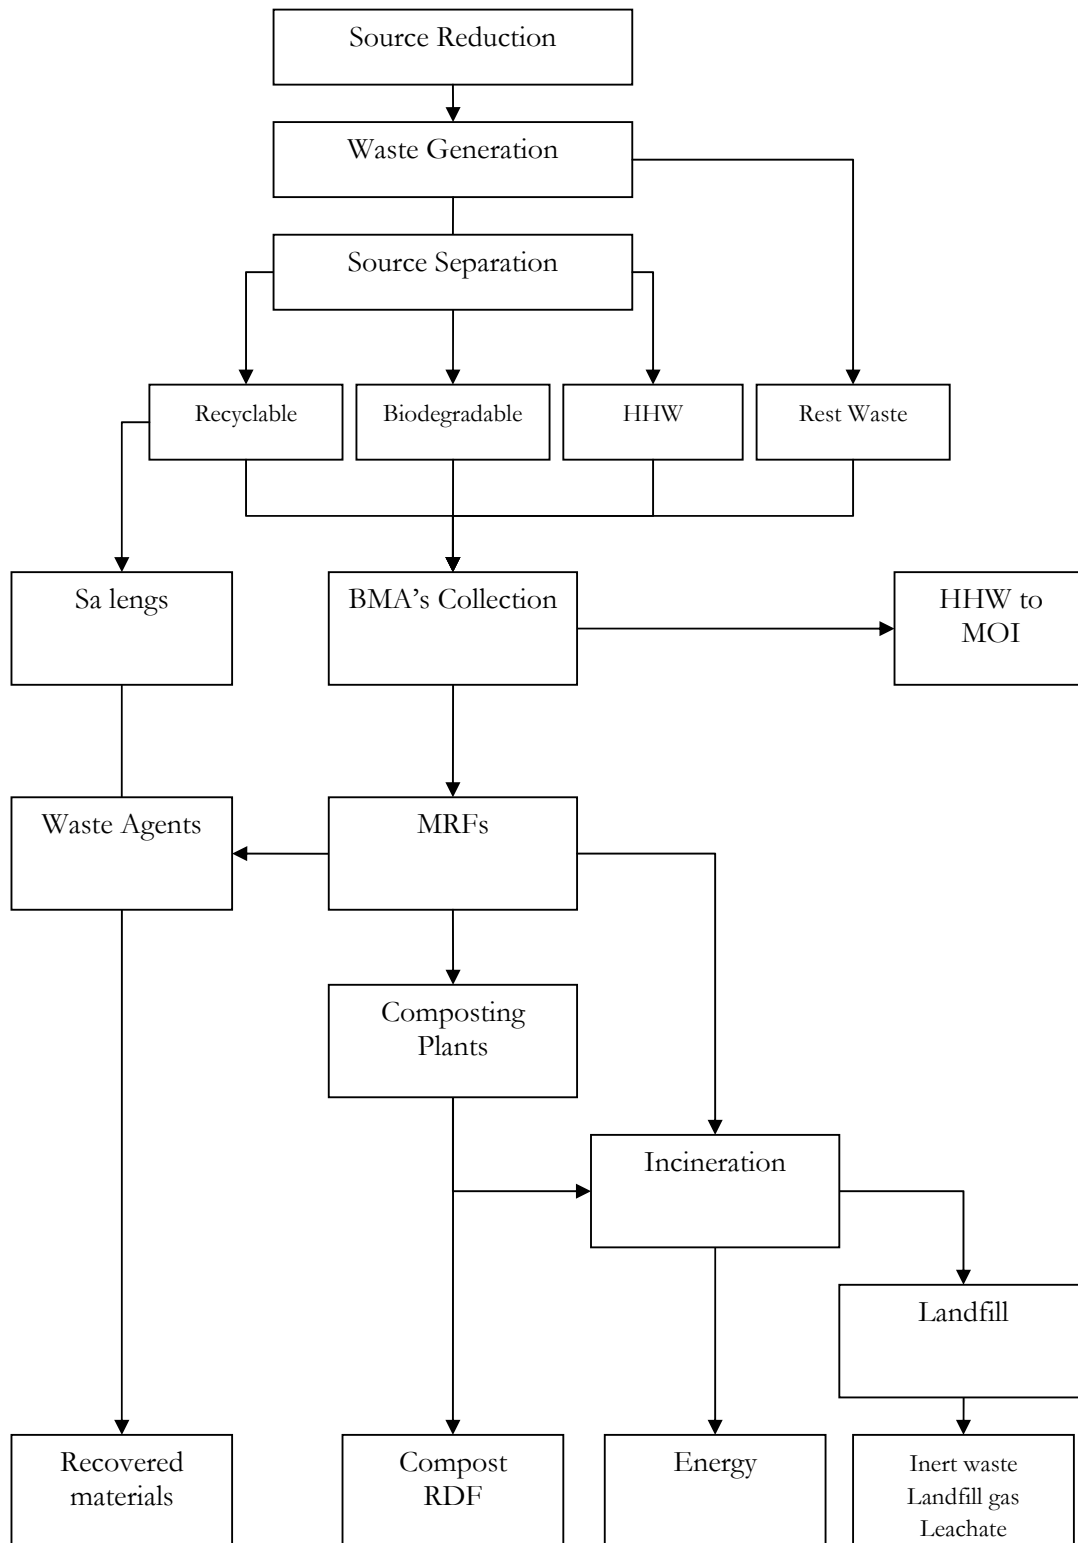 Source Reduction
Waste Generation
Source Separation
Recyclable
Biodegradable
HHW
Rest Waste
Sa lengs
BMA’s Collection
HHW to
MOI
Waste Agents
MRFs
Composting
Plants
Incineration
Landfill
Recovered
materials
Compost
RDF
Energy
Inert waste
Landfill gas
Leachate